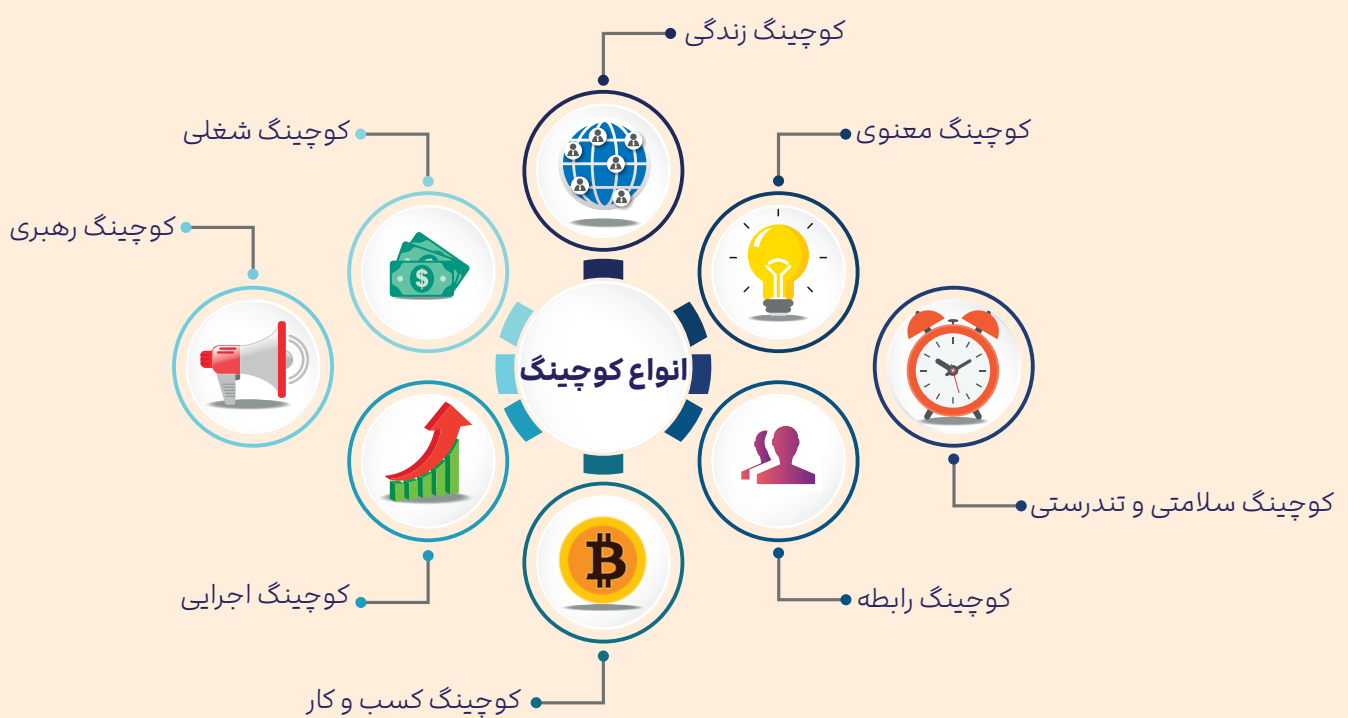 کوچینگ زندگی
کوچینگ معنوی
کوچینگ شغلی
کوچینگ رهبری
انواع کوچینگ
کوچینگ سلامتی و تندرستی
کوچینگ رابطه
کوچینگ اجرایی
کوچینگ کسب و کار